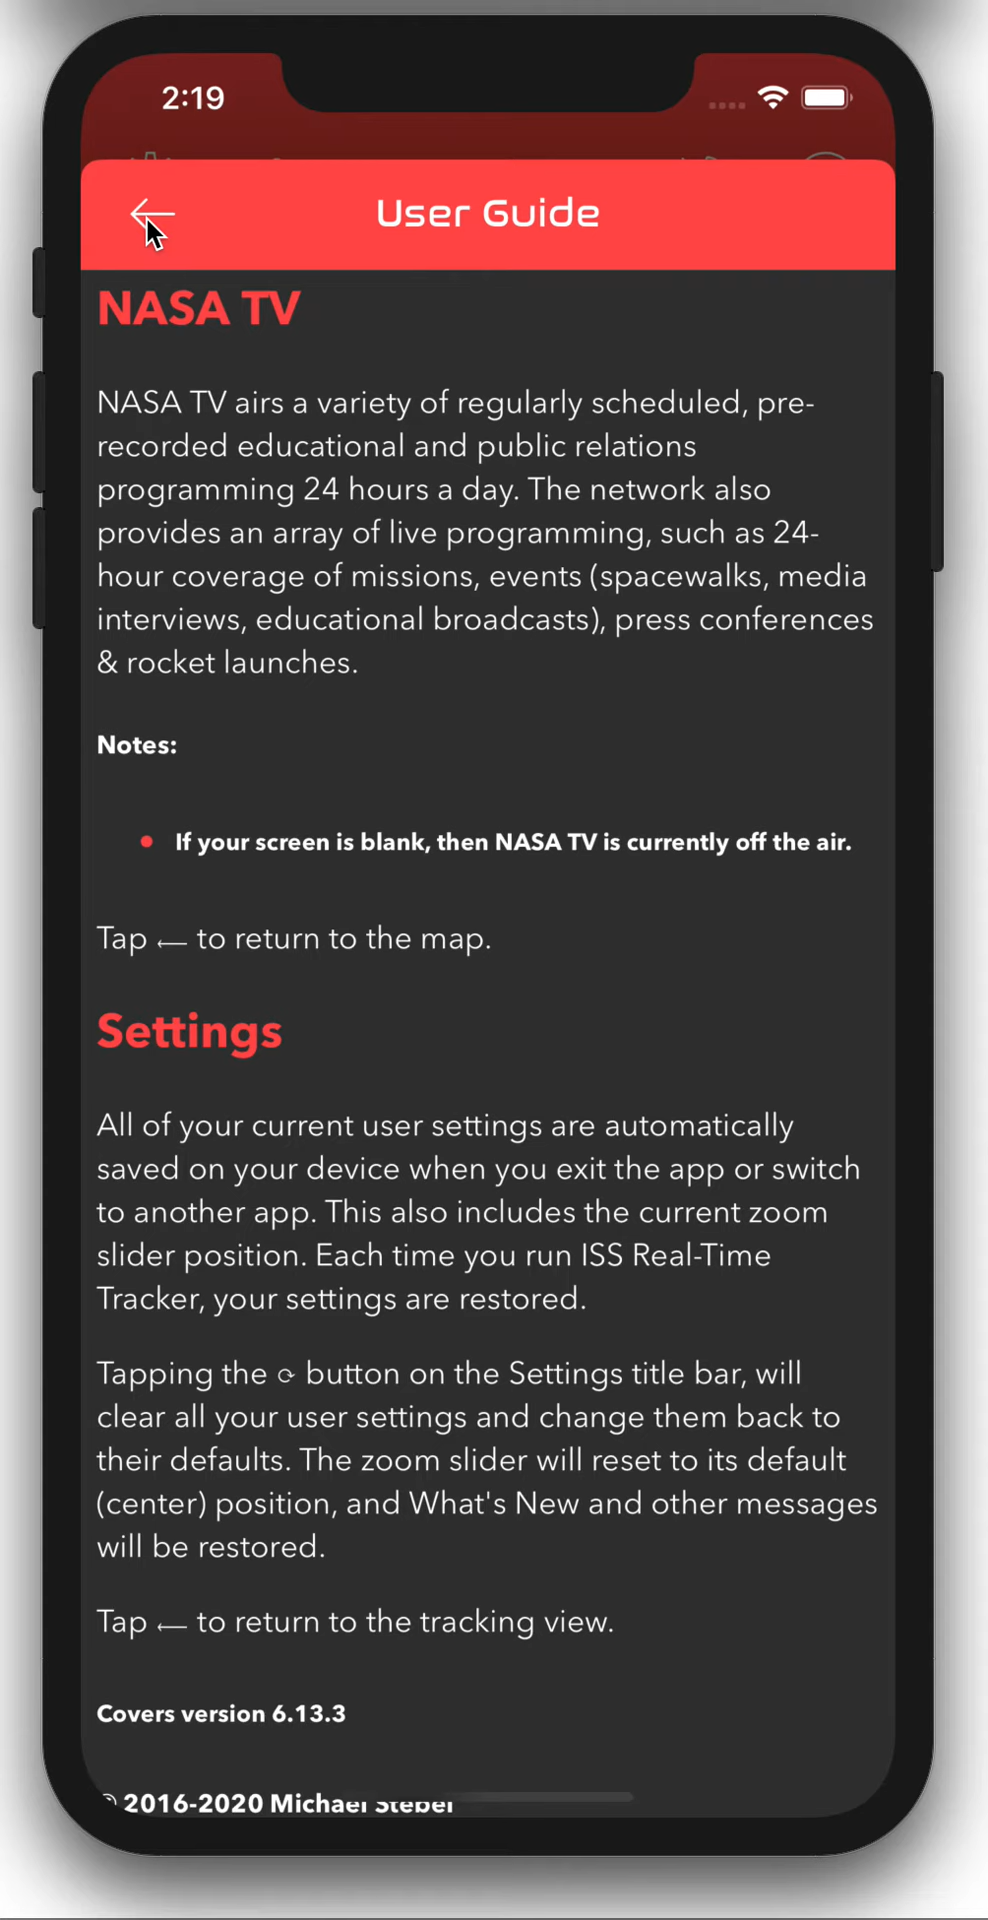 2:19
User Guide
NASA TV
NASA TV airs a variety of regularly scheduled, pre-
recorded educational and public relations
programming 24 hours a day. The network also
provides an array of live programming, such as 24-
hour coverage of missions, events (spacewalks, media
interviews, educational broadcasts), press conferences
& rocket launches.
Notes:
• If your screen is blank, then NASA TV is currently off the air.
Tap ⟵ to return to the map.
Settings
All of your current user settings are automatically
saved on your device when you exit the app or switch
to another app. This also includes the current zoom
slider position. Each time you run ISS Real-Time
Tracker, your settings are restored.
Tapping the ⟳ button on the Settings title bar, will
clear all your user settings and change them back to
their defaults. The zoom slider will reset to its default
(center) position, and What's New and other messages
will be restored.
Tap ⟵ to return to the tracking view.
Covers version 6.13.3
© 2016-2020 Michael Stebel